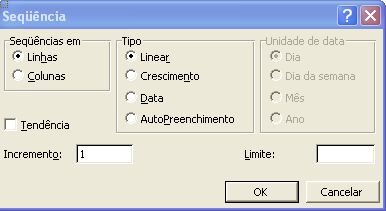 Seqüência
Seqüências em
Linhas
Colunas
Tipo
Linear
Crescimento
Data
AutoPreenchimento
Unidade de data
Dia
Dia da semana
Mês
Ano
Tendência
Incremento: 1
Limite:
OK
Cancelar